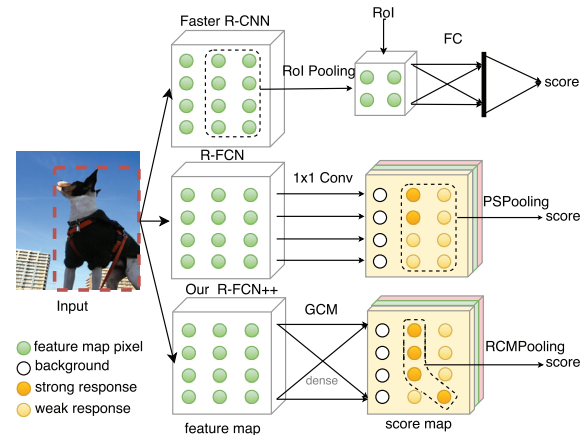 Faster R-CNN
RoI
FC
RoI Pooling
score
R-FCN
1x1 Conv
PSPooling
score
Input
Our R-FCN++
GCM
dense
RCMPooling
score
feature map pixel
background
strong response
weak response
feature map
score map